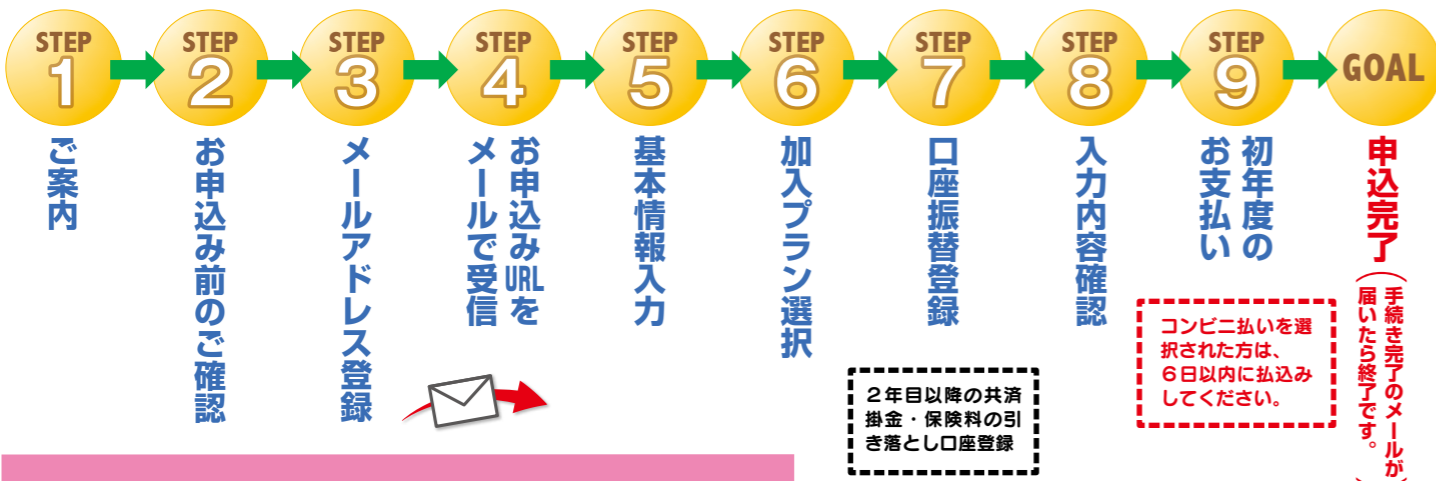 STEP
1
ご案内
STEP
2
お申込み前のご確認
STEP
3
メールアドレス登録
STEP
4
お申込みURLを
メールで受信
STEP
5
基本情報入力
STEP
6
加入プラン選択
STEP
7
口座振替登録
2年目以降の共済
掛金・保険料の引
き落とし口座登録
STEP
8
入力内容確認
STEP
9
初年度の
お支払い
コンビニ払いを選
択された方は、
6日以内に払込み
してください。
GOAL
申込完了
(手続き完了のメールが
届いたら終了です。)